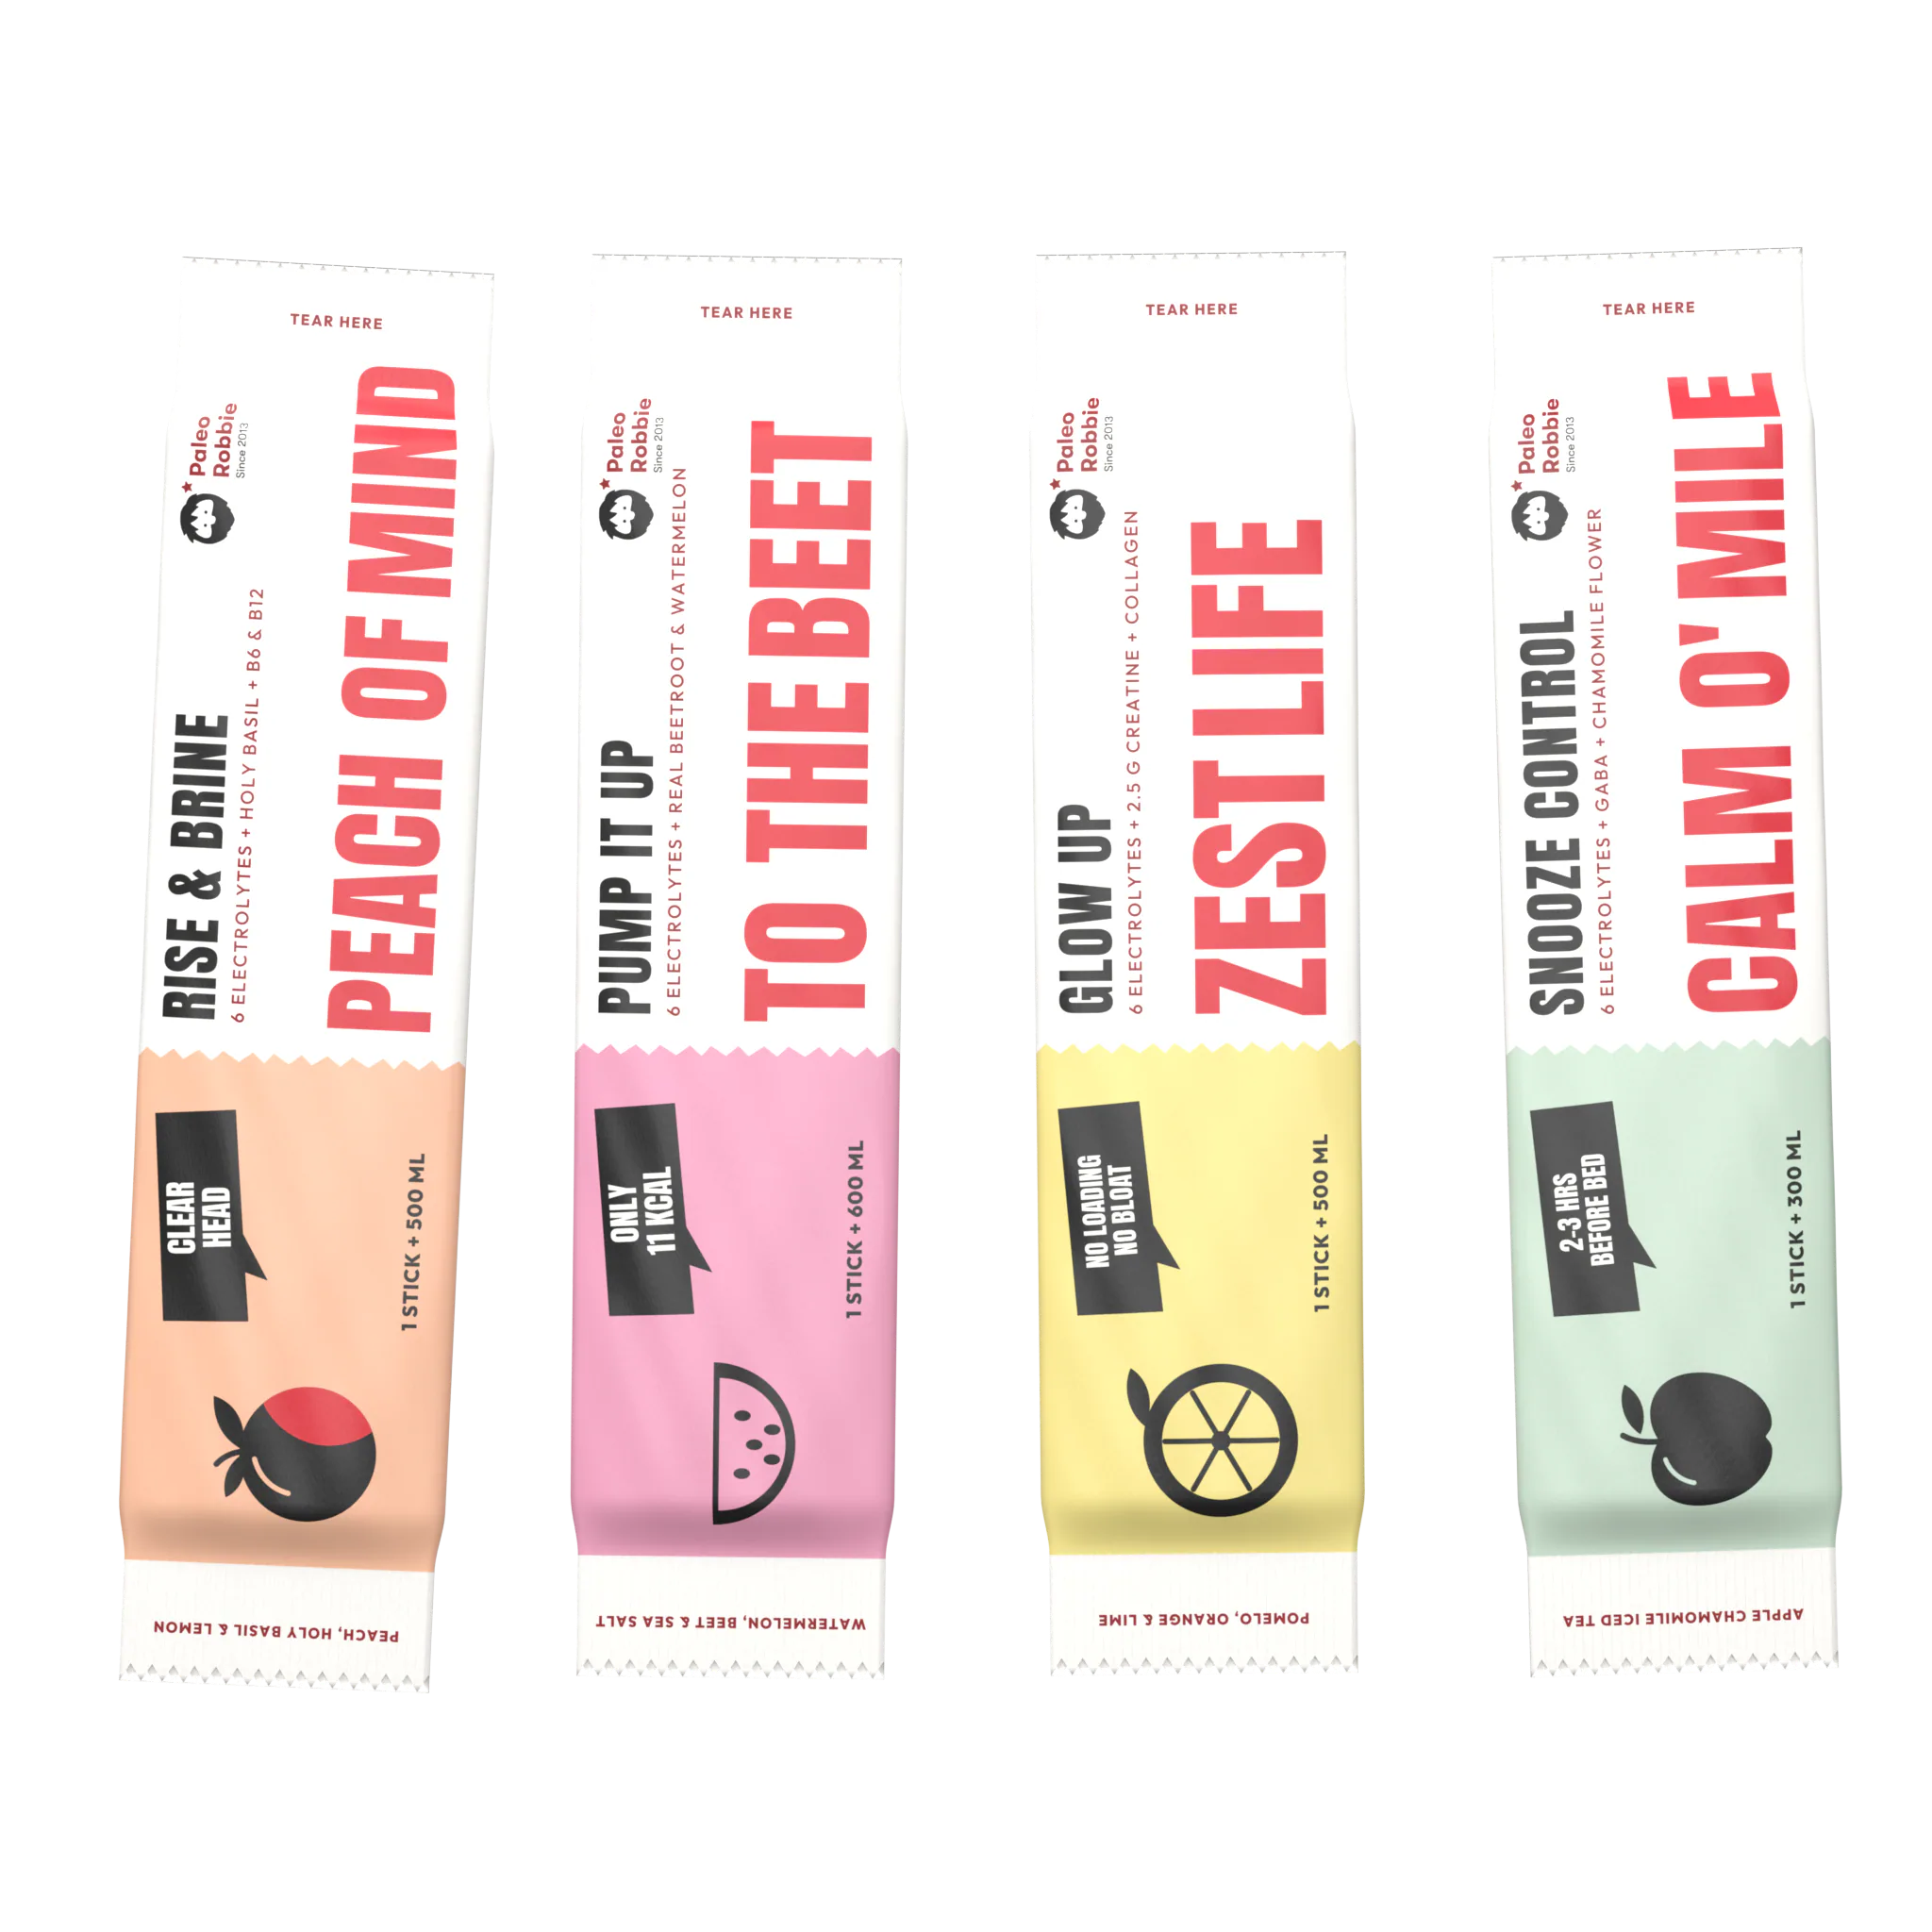 TEAR HERE
Paleo
Robbie
Since 2013
RISE & BRINE
6 ELECTROLYTES + HOLY BASIL + B6 & B12
PEACH OF MIND
CLEAR
HEAD
1 STICK + 500 ML
PEACH, HOLY BASIL & LEMON
TEAR HERE
Paleo
Robbie
Since 2013
PUMP IT UP
6 ELECTROLYTES + REAL BEETROOT & WATERMELON
TO THE BEET
ONLY
11 KCAL
1 STICK + 600 ML
WATERMELON, BEET & SEA SALT
TEAR HERE
Paleo
Robbie
Since 2013
GLOW UP
6 ELECTROLYTES + 2.5 G CREATINE + COLLAGEN
ZEST LIFE
NO LOADING
NO BLOAT
1 STICK + 500 ML
POMELO, ORANGE & LIME
TEAR HERE
Paleo
Robbie
Since 2013
SNOOZE CONTROL
6 ELECTROLYTES + GABA + CHAMOMILE FLOWER
CALM O' MILE
2-3 HRS
BEFORE BED
1 STICK + 300 ML
APPLE CHAMOMILE ICED TEA